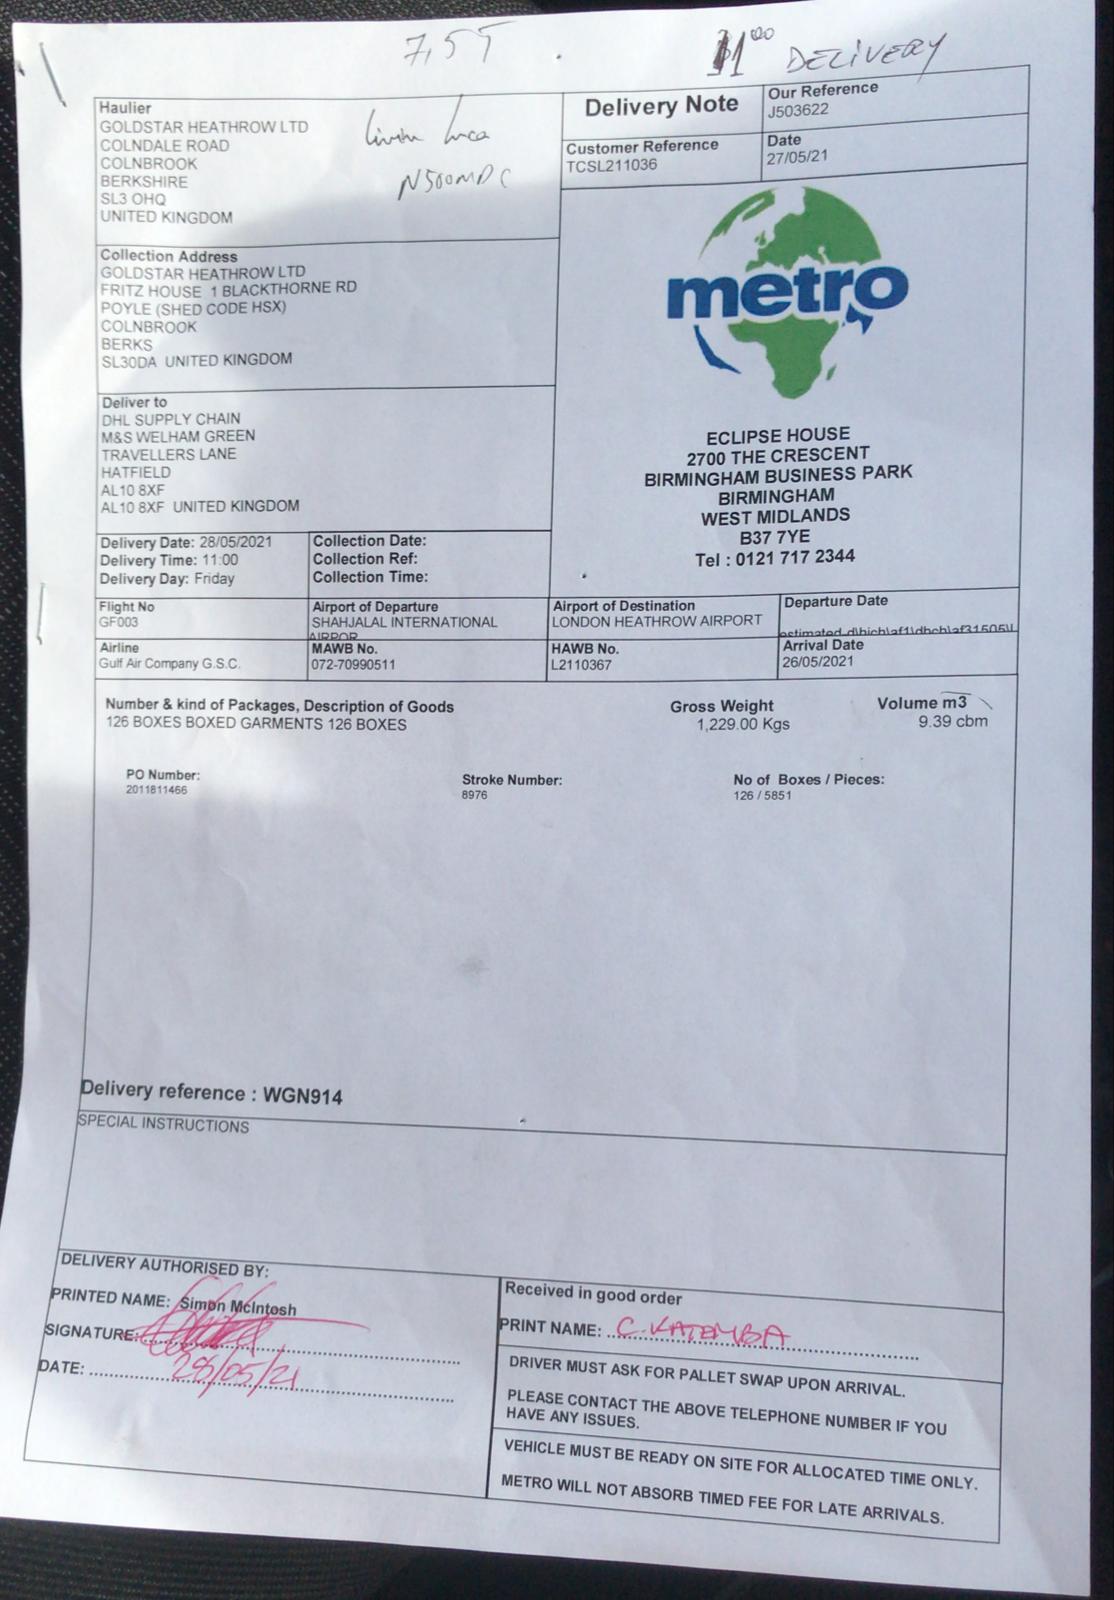 7,5T
11 00 DELIVERY
Haulier
GOLDSTAR HEATHROW LTD
COLNDALE ROAD
COLNBROOK
BERKSHIRE
SL3 OHQ
UNITED KINGDOM
Luca
N500MDC
Delivery Note
Our Reference
J503622
Customer Reference
TCSL211036
Date
27/05/21
Collection Address
GOLDSTAR HEATHROW LTD
FRITZ HOUSE 1 BLACKTHORNE RD
POYLE (SHED CODE HSX)
COLNBROOK
BERKS
SL30DA UNITED KINGDOM
metro
Deliver to
DHL SUPPLY CHAIN
M&S WELHAM GREEN
TRAVELLERS LANE
HATFIELD
AL10 8XF
AL10 8XF UNITED KINGDOM
ECLIPSE HOUSE
2700 THE CRESCENT
BIRMINGHAM BUSINESS PARK
BIRMINGHAM
WEST MIDLANDS
B37 7YE
Tel : 0121 717 2344
Delivery Date: 28/05/2021
Delivery Time: 11:00
Delivery Day: Friday
Collection Date:
Collection Ref:
Collection Time:
Flight No
GF003
Airport of Departure
SHAHJALAL INTERNATIONAL
AIRPOR
Airport of Destination
LONDON HEATHROW AIRPORT
Departure Date
estimated_d\hich\af1\dbch\af31505\l
Airline
Gulf Air Company G.S.C.
MAWB No.
072-70990511
HAWB No.
L2110367
Arrival Date
26/05/2021
Number & kind of Packages, Description of Goods
126 BOXES BOXED GARMENTS 126 BOXES
Gross Weight
1,229.00 Kgs
Volume m3
9.39 cbm
PO Number:
2011811466
Stroke Number:
8976
No of Boxes / Pieces:
126 / 5851
Delivery reference : WGN914
SPECIAL INSTRUCTIONS
DELIVERY AUTHORISED BY:
PRINTED NAME: Simon McIntosh
SIGNATURE:
DATE: 28/05/21
Received in good order
PRINT NAME: C. KATEMBA
DRIVER MUST ASK FOR PALLET SWAP UPON ARRIVAL.
PLEASE CONTACT THE ABOVE TELEPHONE NUMBER IF YOU
HAVE ANY ISSUES.
VEHICLE MUST BE READY ON SITE FOR ALLOCATED TIME ONLY.
METRO WILL NOT ABSORB TIMED FEE FOR LATE ARRIVALS.